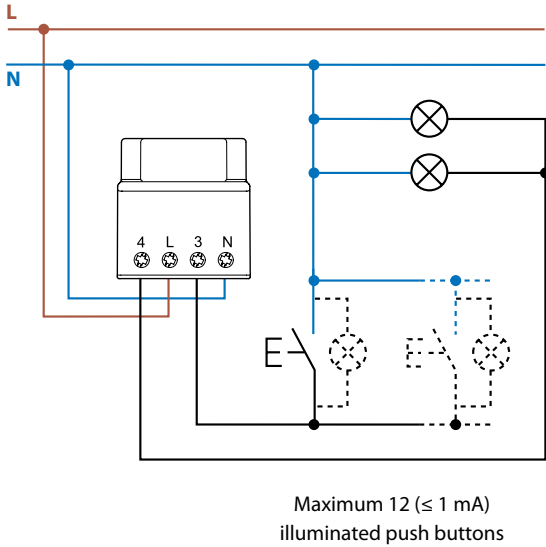 L
N
4 L 3 N
Maximum 12 (≤ 1 mA)
illuminated push buttons